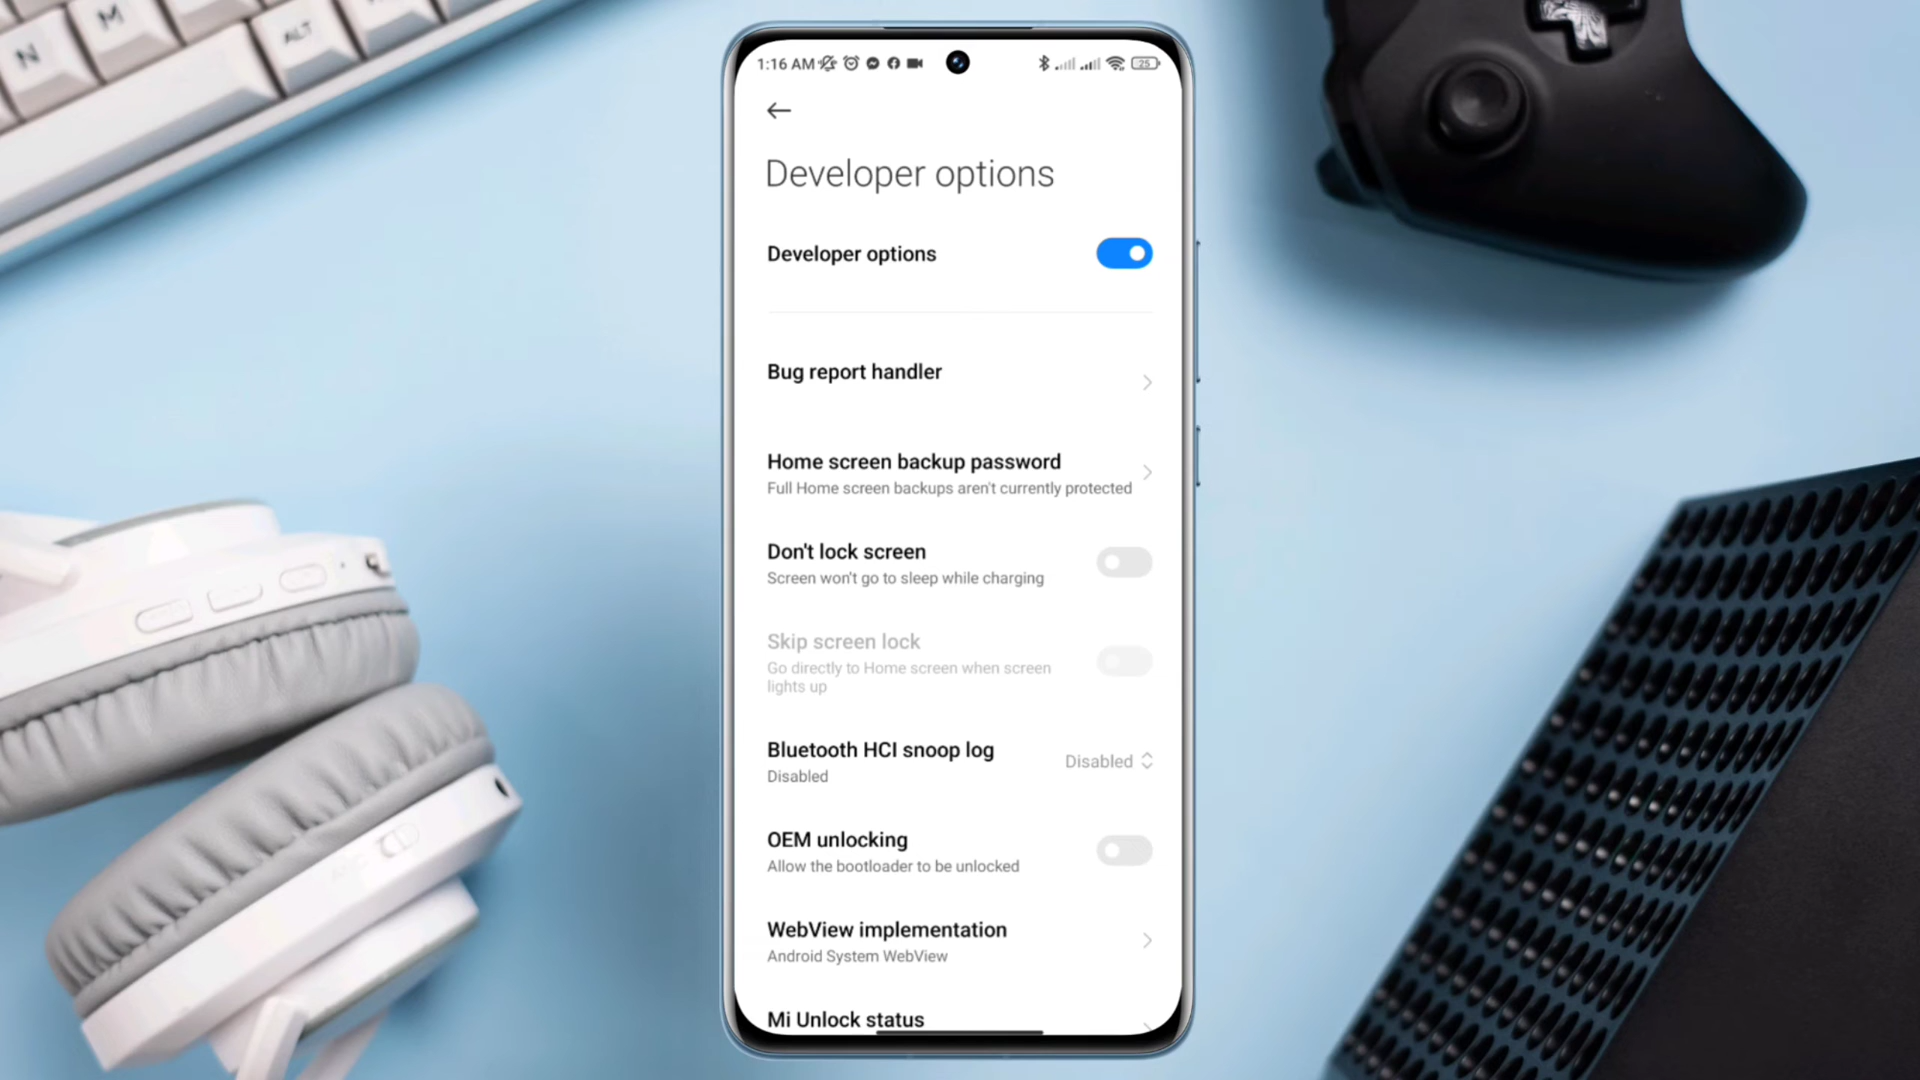 N
M
ALT
1:16 AM
25
Developer options
Developer options
Bug report handler
Home screen backup password
Full Home screen backups aren't currently protected
Don't lock screen
Screen won't go to sleep while charging
Skip screen lock
Go directly to Home screen when screen
lights up
Bluetooth HCI snoop log
Disabled
Disabled
OEM unlocking
Allow the bootloader to be unlocked
WebView implementation
Android System WebView
Mi Unlock status